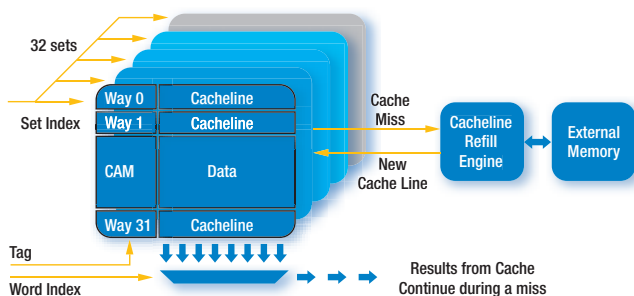 32 sets
Set Index
Way 0
Cacheline
Way 1
Cacheline
CAM
Data
Way 31
Cacheline
Cache
Miss
New
Cache Line
Cacheline
Refill
Engine
External
Memory
Tag
Word Index
Results from Cache
Continue during a miss